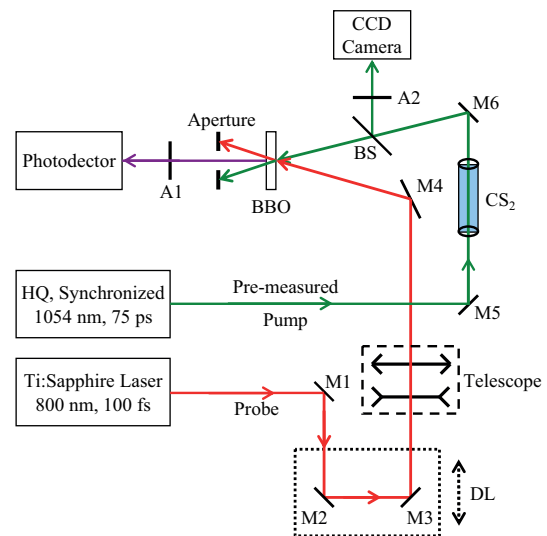 CCD
Camera
A2
M6
Aperture
Photodector
A1
BBO
BS
M4
CS₂
HQ, Synchronized
1054 nm, 75 ps
Pre-measured
Pump
M5
Ti:Sapphire Laser
800 nm, 100 fs
Probe
M1
Telescope
M2
M3
DL